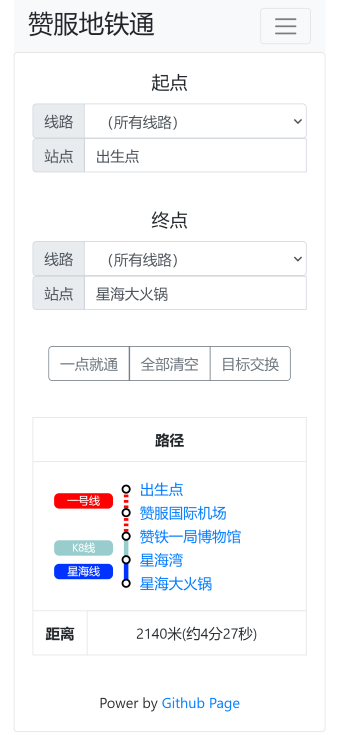 赞服地铁通
起点
线路 （所有线路）
站点 出生点
终点
线路 （所有线路）
站点 星海大火锅
一点就通 全部清空 目标交换
路径
出生点
一号线
赞服国际机场
赞铁一局博物馆
K8线
星海湾
星海线
星海大火锅
距离 2140米(约4分27秒)
Power by Github Page